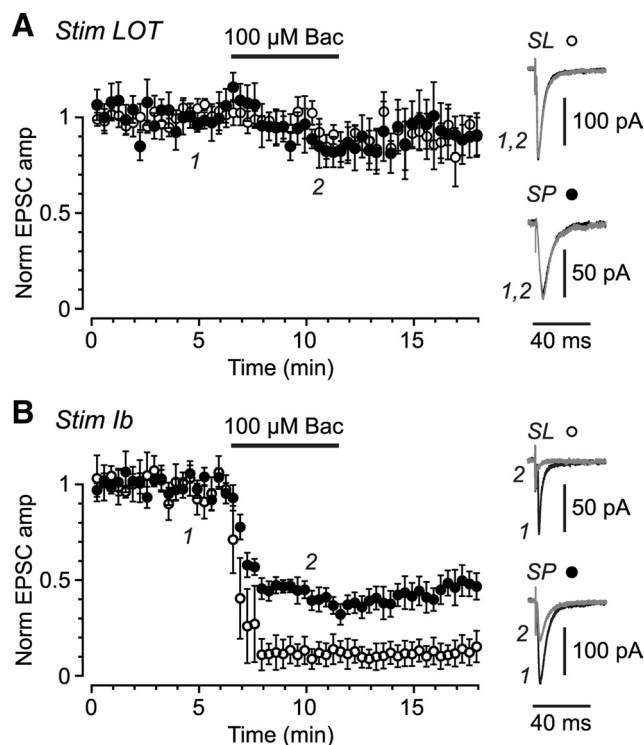 A Stim LOT
100 µM Bac
Norm EPSC amp
1
0.5
0
1
2
0 5 10 15
Time (min)
SL
1,2
100 pA
SP
1,2
50 pA
40 ms
B Stim Ib
100 µM Bac
Norm EPSC amp
1
0.5
0
1
2
0 5 10 15
Time (min)
SL
2
1
50 pA
SP
2
1
100 pA
40 ms